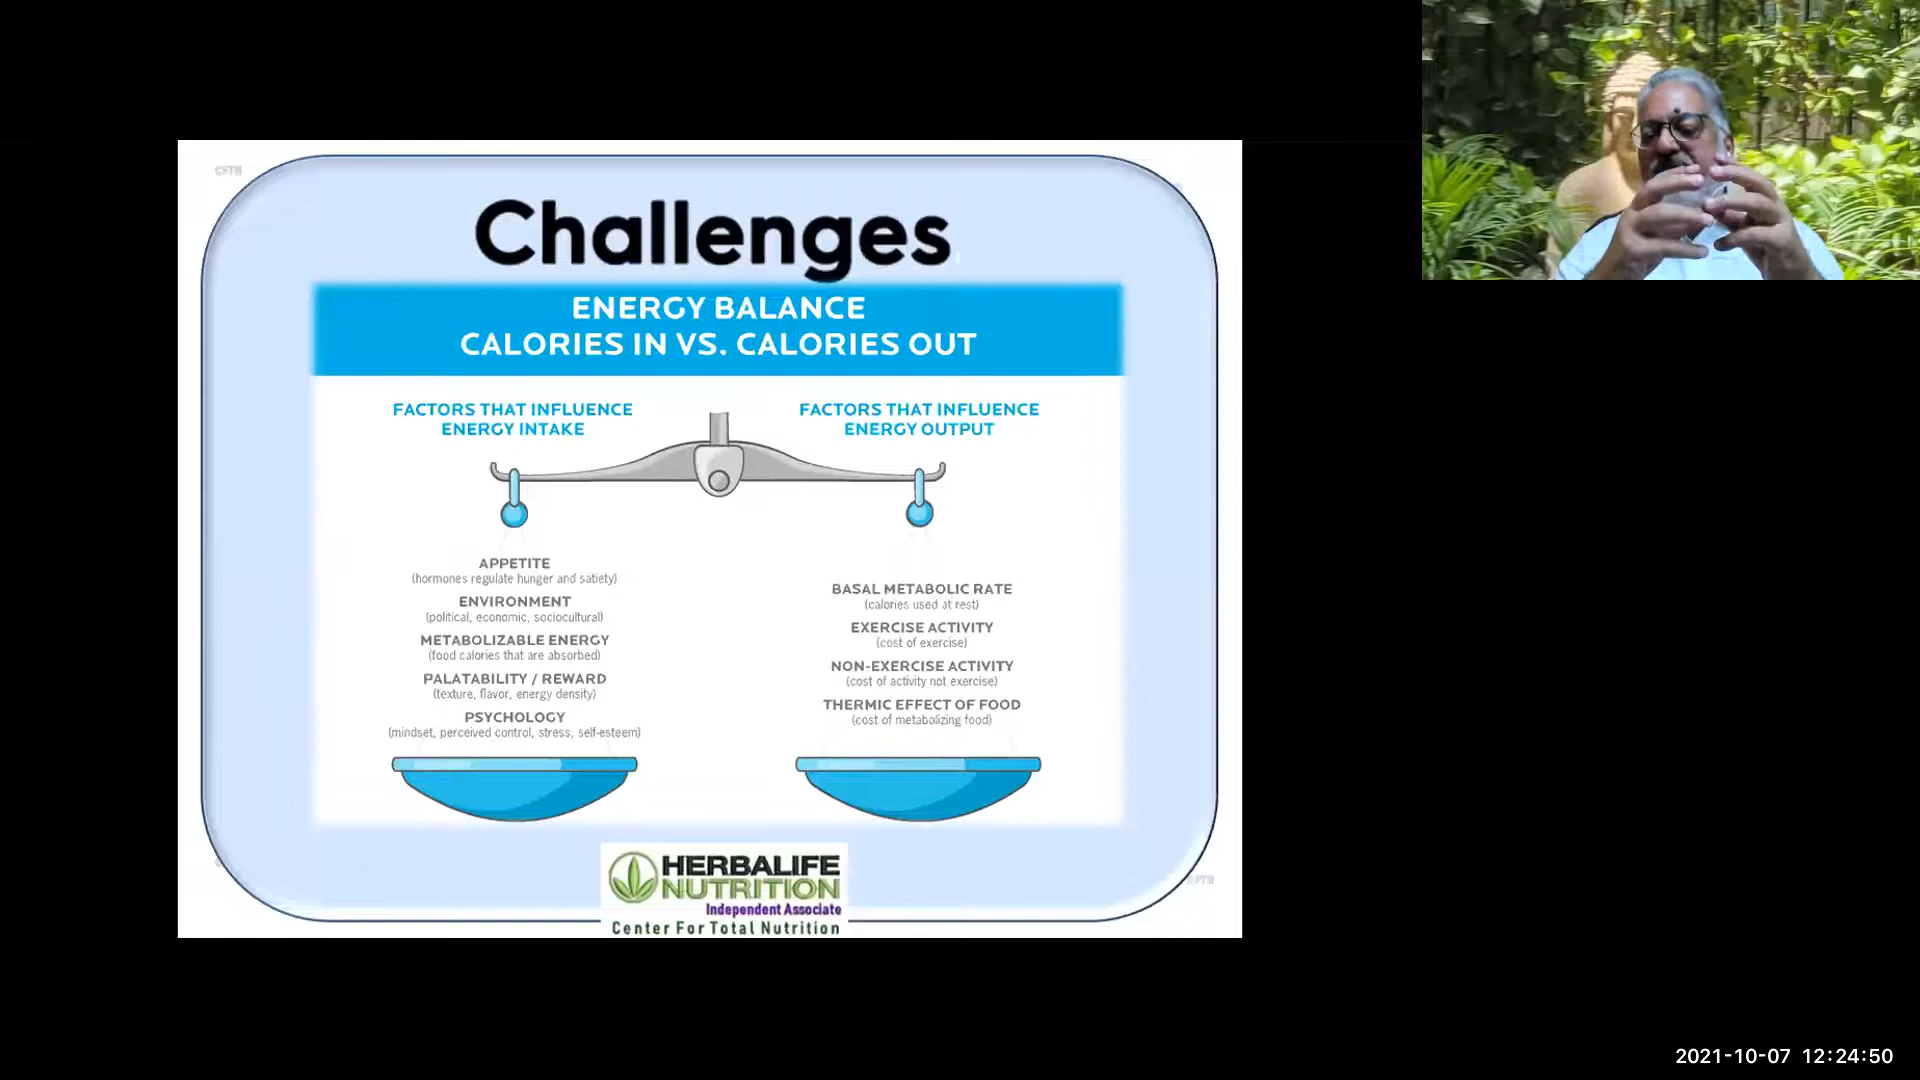 CFTN
Challenges
ENERGY BALANCE
CALORIES IN VS. CALORIES OUT
FACTORS THAT INFLUENCE
ENERGY INTAKE
FACTORS THAT INFLUENCE
ENERGY OUTPUT
APPETITE
(hormones regulate hunger and satiety)
ENVIRONMENT
(political, economic, sociocultural)
METABOLIZABLE ENERGY
(food calories that are absorbed)
PALATABILITY / REWARD
(texture, flavor, energy density)
PSYCHOLOGY
(mindset, perceived control, stress, self-esteem)
BASAL METABOLIC RATE
(calories used at rest)
EXERCISE ACTIVITY
(cost of exercise)
NON-EXERCISE ACTIVITY
(cost of activity not exercise)
THERMIC EFFECT OF FOOD
(cost of metabolizing food)
HERBALIFE
NUTRITION
Independent Associate
Center For Total Nutrition
2021-10-07 12:24:50